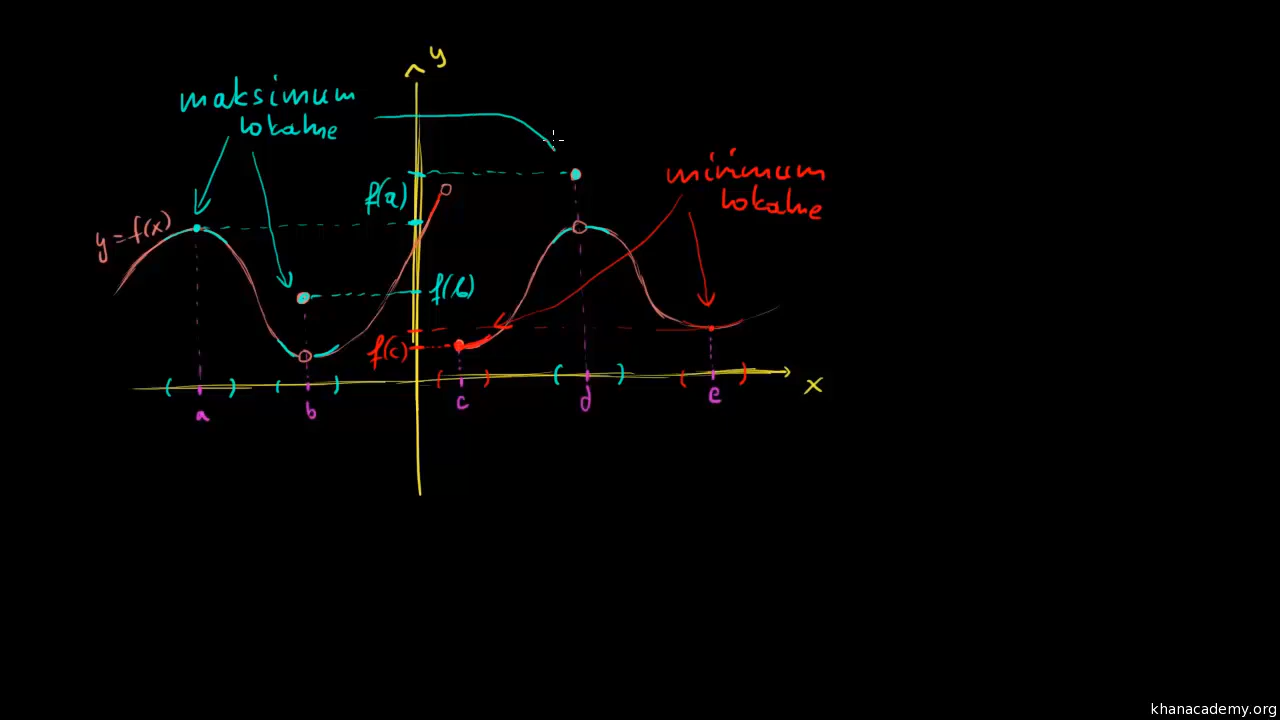 y
maksimum
lokalne
minimum
lokalne
f(a)
y = f(x)
f(b)
f(c)
( ) ( ) ( ) ( ) ( )
x
a b c d e
khanacademy.org